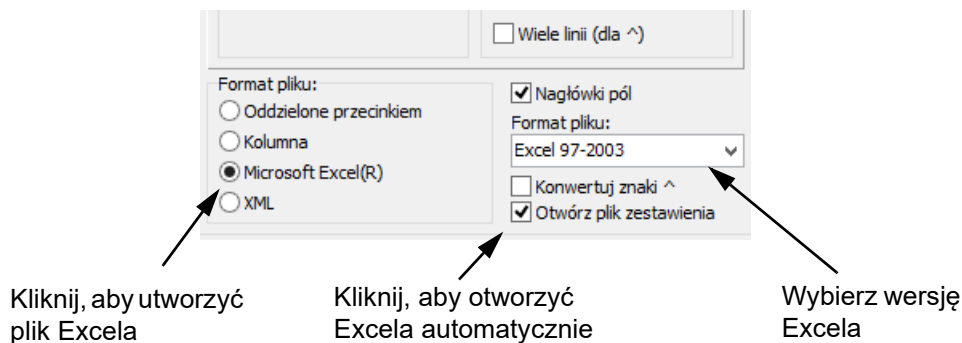 Wiele linii (dla ^)
Format pliku:
Oddzielone przecinkiem
Kolumna
Microsoft Excel(R)
XML
Nagłówki pól
Format pliku:
Excel 97-2003
Konwertuj znaki ^
Otwórz plik zestawienia
Kliknij, aby utworzyć
plik Excela
Kliknij, aby otworzyć
Excela automatycznie
Wybierz wersję
Excela